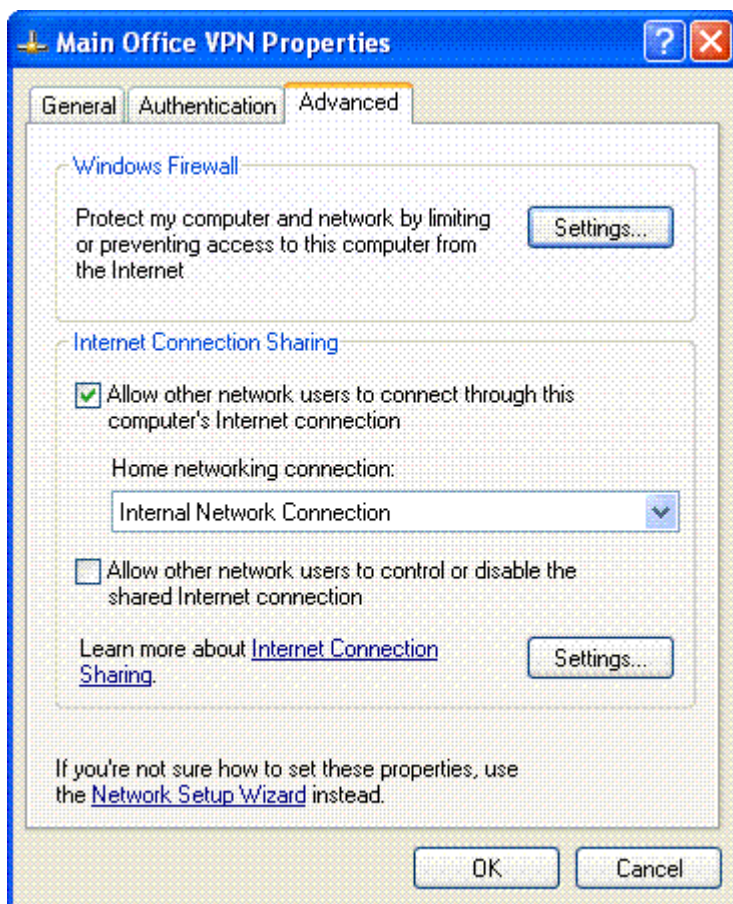 Main Office VPN Properties
General Authentication Advanced
Windows Firewall
Protect my computer and network by limiting
or preventing access to this computer from
the Internet
Settings...
Internet Connection Sharing
Allow other network users to connect through this
computer's Internet connection
Home networking connection:
Internal Network Connection
Allow other network users to control or disable the
shared Internet connection
Learn more about Internet Connection
Sharing.
Settings...
If you're not sure how to set these properties, use
the Network Setup Wizard instead.
OK Cancel